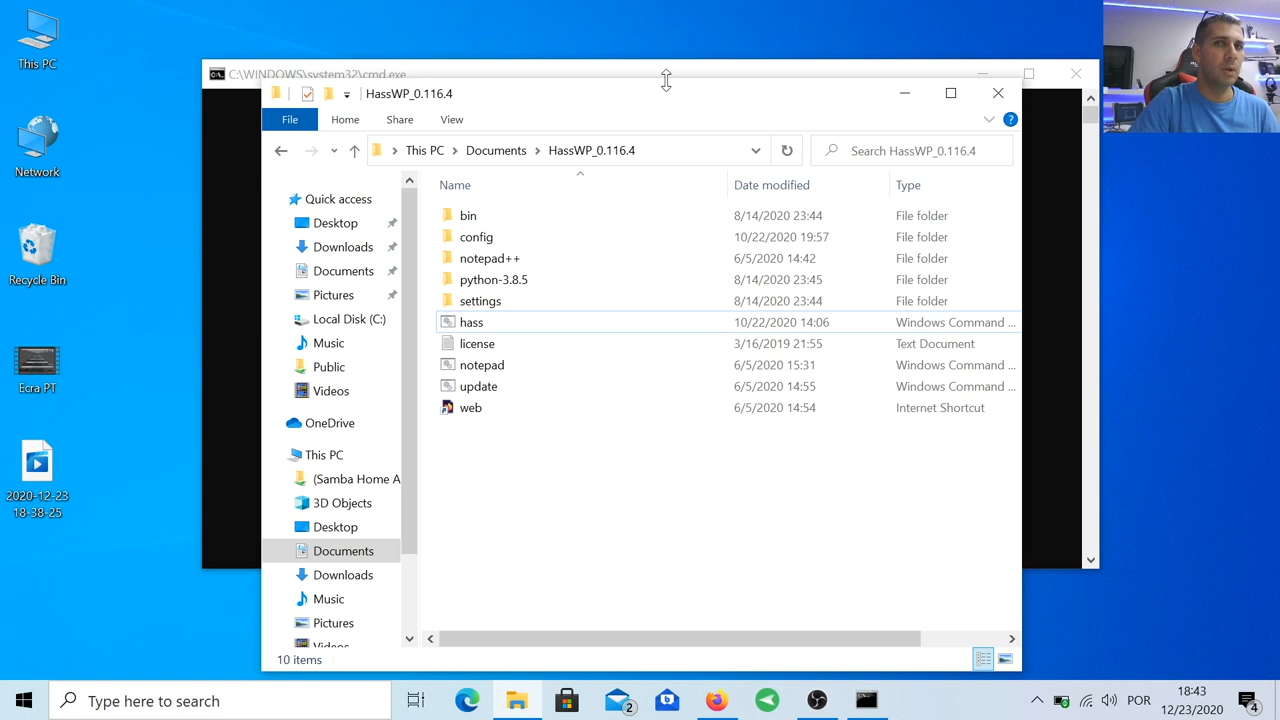 This PC
Network
Recycle Bin
Ecra PT
2020-12-23
18-38-25
C:\WINDOWS\system32\cmd.exe
HassWP_0.116.4
File
Home
Share
View
This PC
Documents
HassWP_0.116.4
Search HassWP_0.116.4
Quick access
Desktop
Downloads
Documents
Pictures
Local Disk (C:)
Music
Public
Videos
OneDrive
This PC
(Samba Home A
3D Objects
Desktop
Documents
Downloads
Music
Pictures
Videos
Name Date modified Type
bin 8/14/2020 23:44 File folder
config 10/22/2020 19:57 File folder
notepad++ 6/5/2020 14:42 File folder
python-3.8.5 8/14/2020 23:45 File folder
settings 8/14/2020 23:44 File folder
hass 10/22/2020 14:06 Windows Command ...
license 3/16/2019 21:55 Text Document
notepad 6/5/2020 15:31 Windows Command ...
update 6/5/2020 14:55 Windows Command ...
web 6/5/2020 14:54 Internet Shortcut
10 items
Type here to search
2
POR
18:43
12/23/2020
4